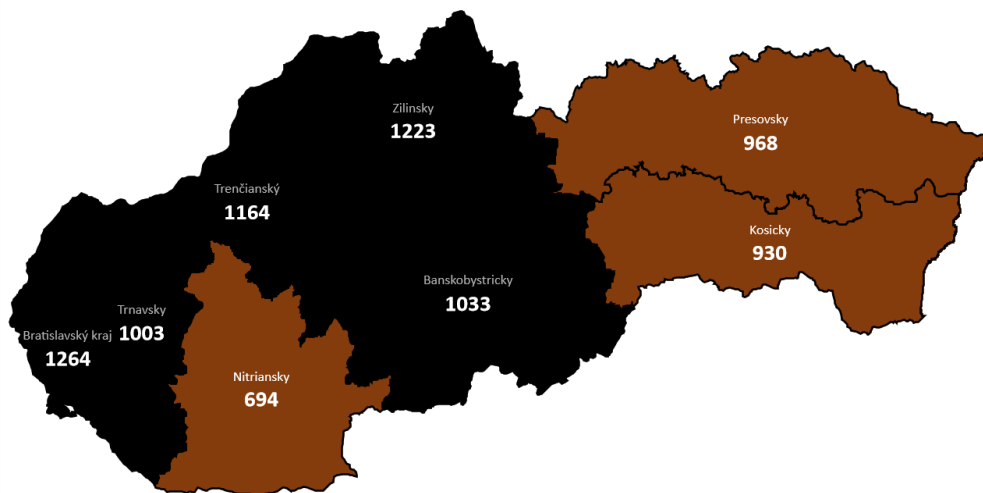 Zilinsky
1223
Presovsky
968
Trenčianský
1164
Kosicky
930
Banskobystricky
1033
Trnavsky
1003
Bratislavský kraj
1264
Nitriansky
694